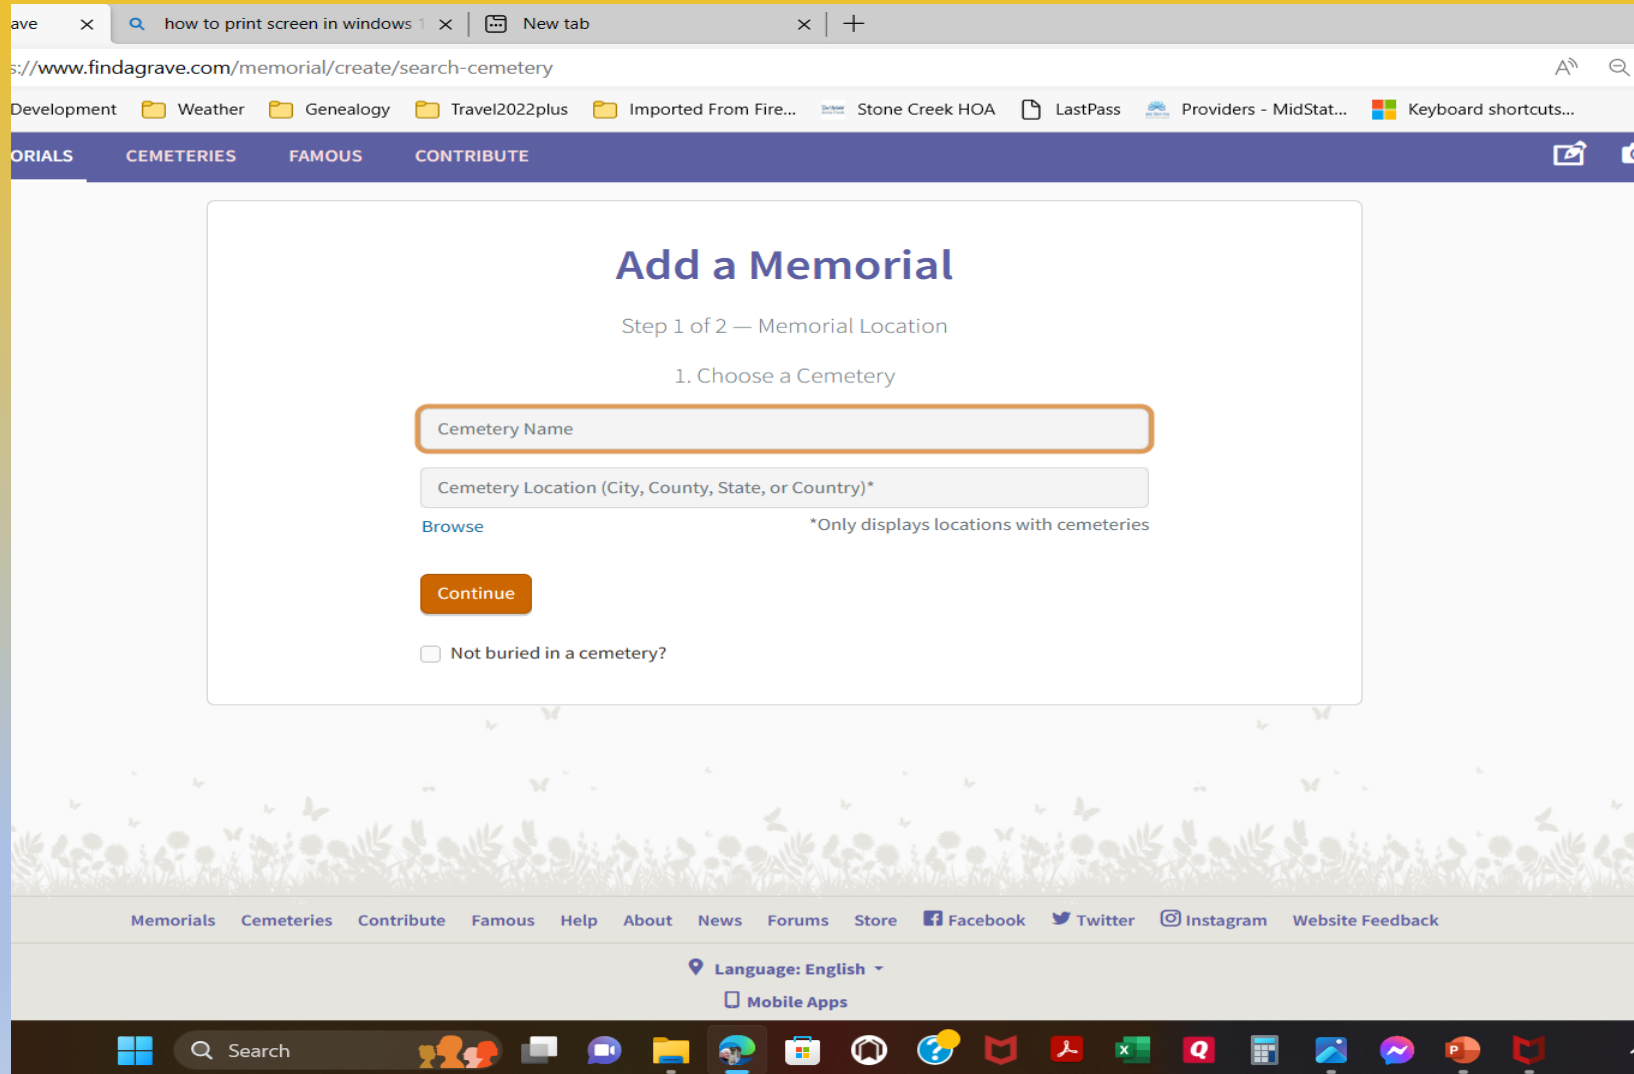 ave
how to print screen in windows 1
New tab
s://www.findagrave.com/memorial/create/search-cemetery
Development Weather Genealogy Travel2022plus Imported From Fire... Stone Creek HOA LastPass Providers - MidStat... Keyboard shortcuts...
ORIALS CEMETERIES FAMOUS CONTRIBUTE
Add a Memorial
Step 1 of 2 — Memorial Location
1. Choose a Cemetery
Cemetery Name
Cemetery Location (City, County, State, or Country)*
Browse *Only displays locations with cemeteries
Continue
Not buried in a cemetery?
Memorials Cemeteries Contribute Famous Help About News Forums Store Facebook Twitter Instagram Website Feedback
Language: English
Mobile Apps
Search